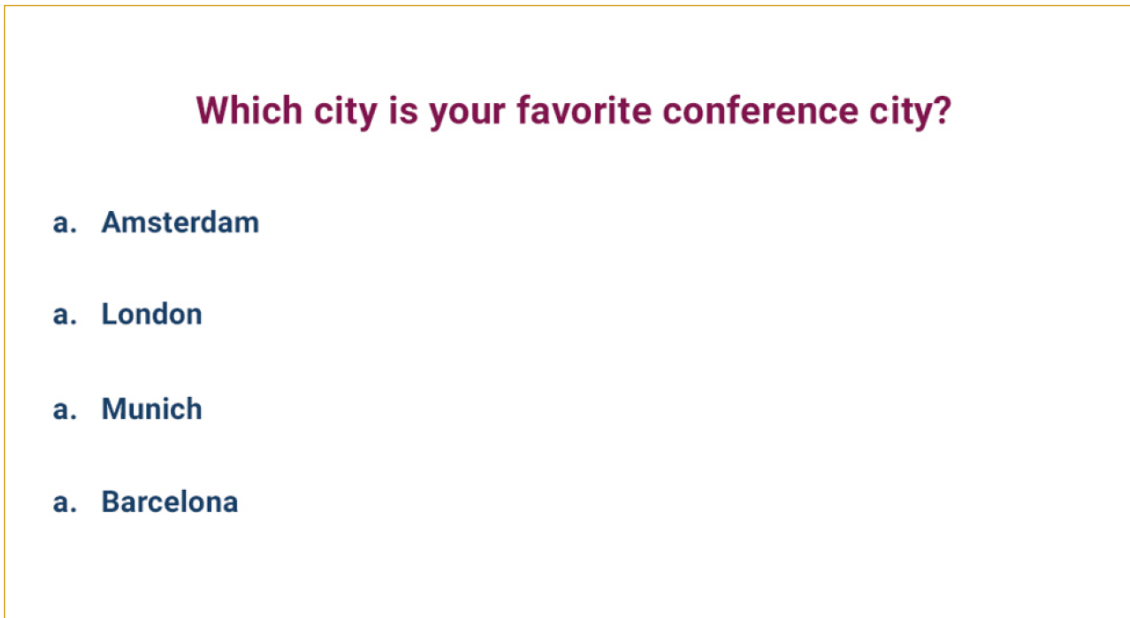 Which city is your favorite conference city?
a. Amsterdam
a. London
a. Munich
a. Barcelona